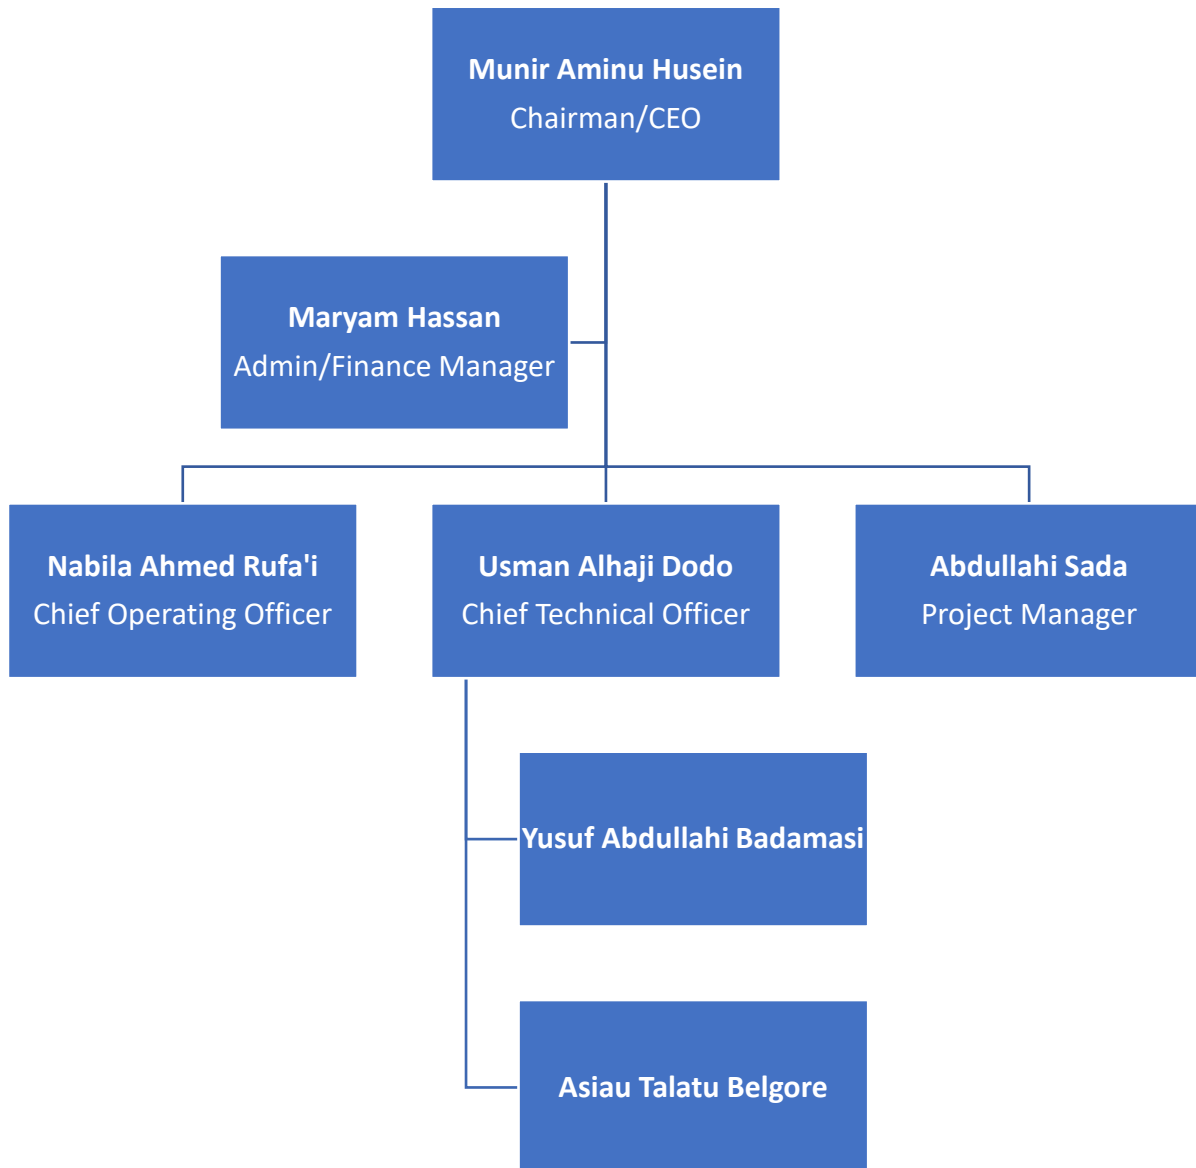 Munir Aminu Husein
Chairman/CEO
Maryam Hassan
Admin/Finance Manager
Nabila Ahmed Rufa'i
Chief Operating Officer
Usman Alhaji Dodo
Chief Technical Officer
Abdullahi Sada
Project Manager
Yusuf Abdullahi Badamasi
Asiau Talatu Belgore